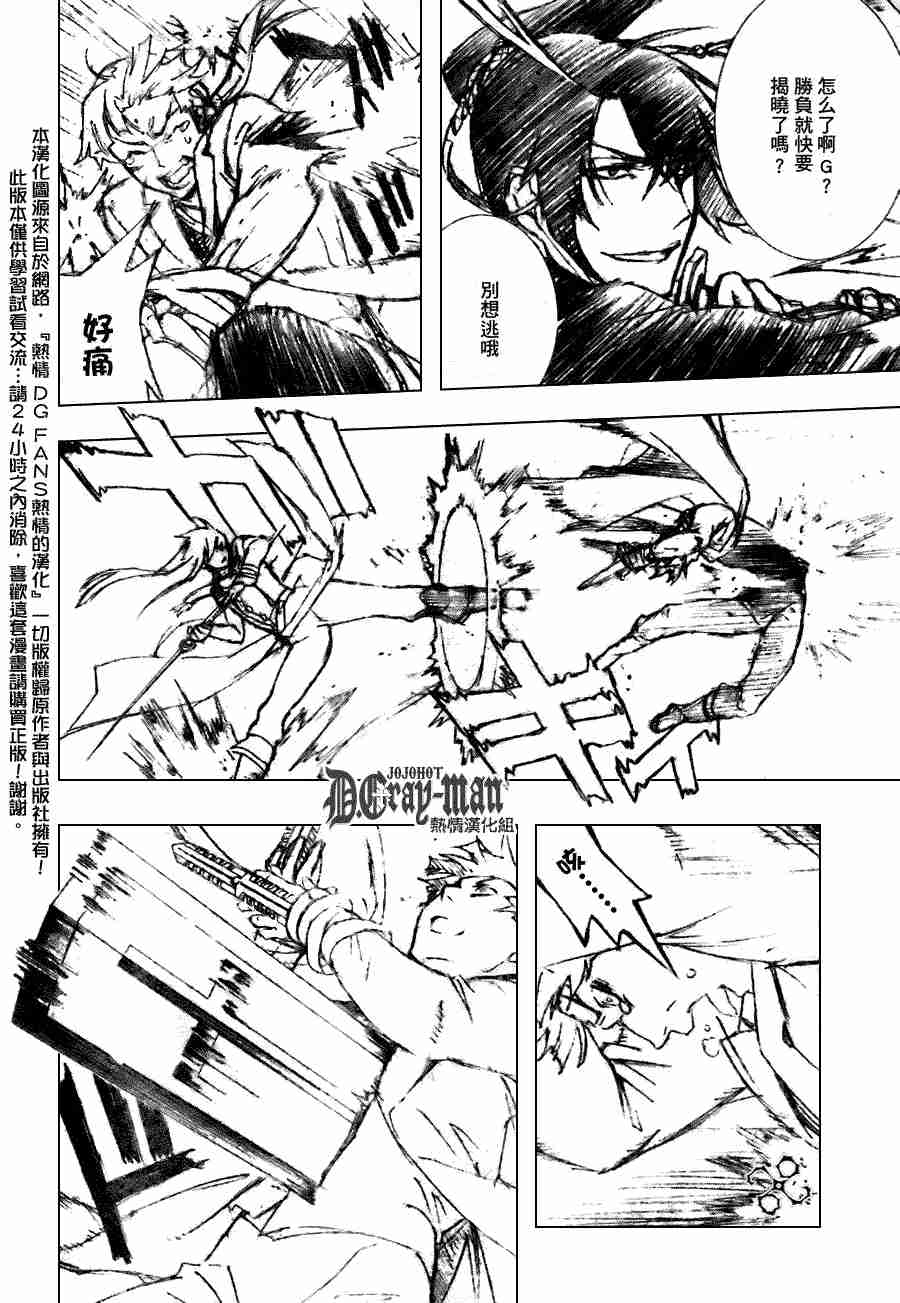 怎么了啊G？
勝負就快要
揭曉了嗎？
別想逃哦
好痛
JOJOHOT
D.Gray-man
熱情漢化組
本漢化圖源來自於網路，『熱情DG FANS熱情的漢化』一切版權歸原作者與出版社擁有！
此版本僅供學習試看交流…請24小時之內消除，喜歡這套漫畫請購買正版！謝謝。